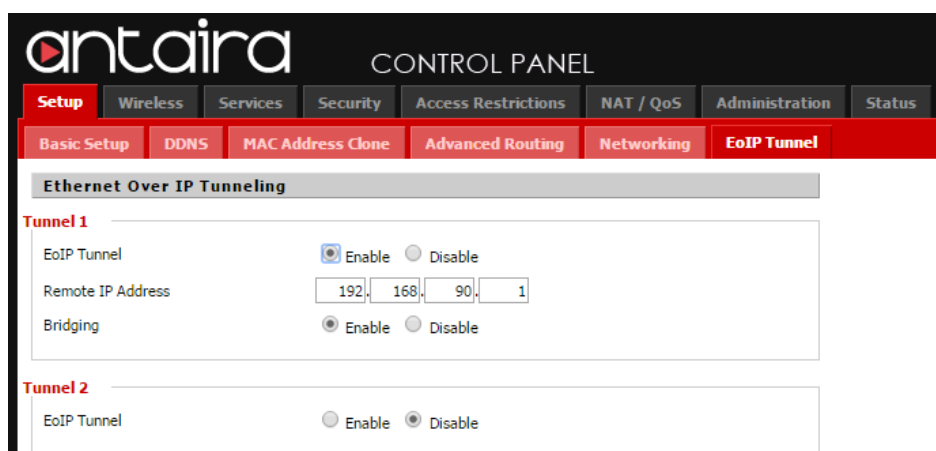 antaira CONTROL PANEL
Setup Wireless Services Security Access Restrictions NAT / QoS Administration Status
Basic Setup DDNS MAC Address Clone Advanced Routing Networking EoIP Tunnel
Ethernet Over IP Tunneling
Tunnel 1
EoIP Tunnel Enable Disable
Remote IP Address 192. 168. 90. 1
Bridging Enable Disable
Tunnel 2
EoIP Tunnel Enable Disable